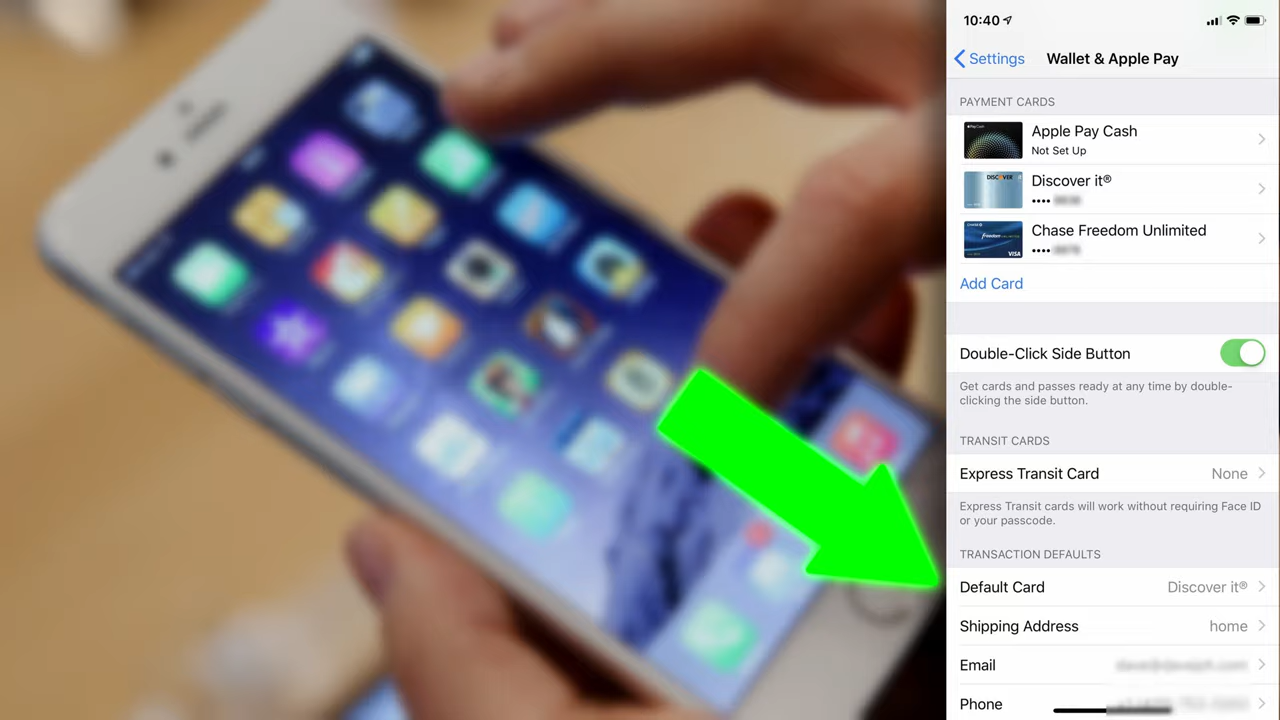 10:40
Settings
Wallet & Apple Pay
PAYMENT CARDS
Apple Pay Cash
Not Set Up
DISCOVER
Discover it®
••••
Chase Freedom Unlimited
freedom
VISA
••••
Add Card
Double-Click Side Button
Get cards and passes ready at any time by double-
clicking the side button.
TRANSIT CARDS
Express Transit Card None
Express Transit cards will work without requiring Face ID
or your passcode.
TRANSACTION DEFAULTS
Default Card Discover it®
Shipping Address home
Email
Phone